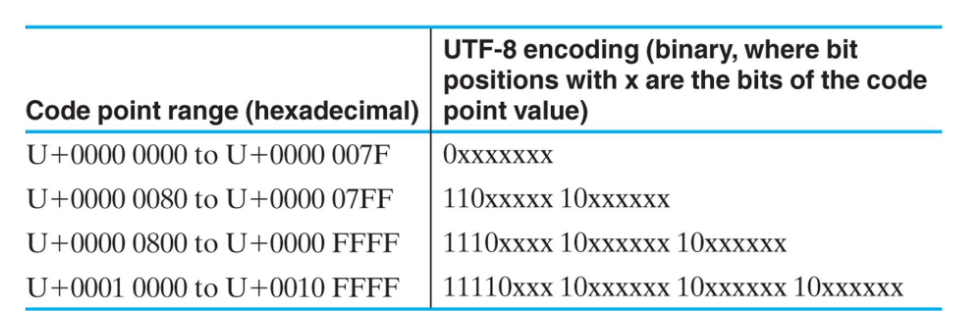 Code point range (hexadecimal)
UTF-8 encoding (binary, where bit
positions with x are the bits of the code
point value)
U+0000 0000 to U+0000 007F 0xxxxxxx
U+0000 0080 to U+0000 07FF 110xxxxx 10xxxxxx
U+0000 0800 to U+0000 FFFF 1110xxxx 10xxxxxx 10xxxxxx
U+0001 0000 to U+0010 FFFF 11110xxx 10xxxxxx 10xxxxxx 10xxxxxx